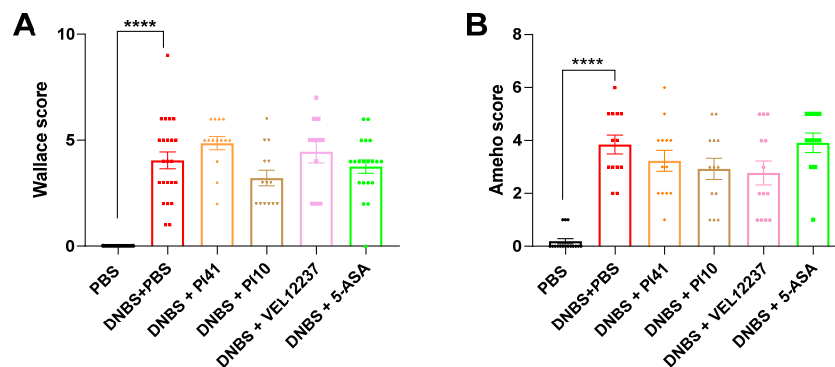 A
****
Wallace score
10
5
0
PBS
DNBS+PBS
DNBS + Pi41
DNBS + Pi10
DNBS + VEL12237
DNBS + 5-ASA
B
****
Ameho score
8
6
4
2
0
PBS
DNBS+PBS
DNBS + Pi41
DNBS + Pi10
DNBS + VEL12237
DNBS + 5-ASA